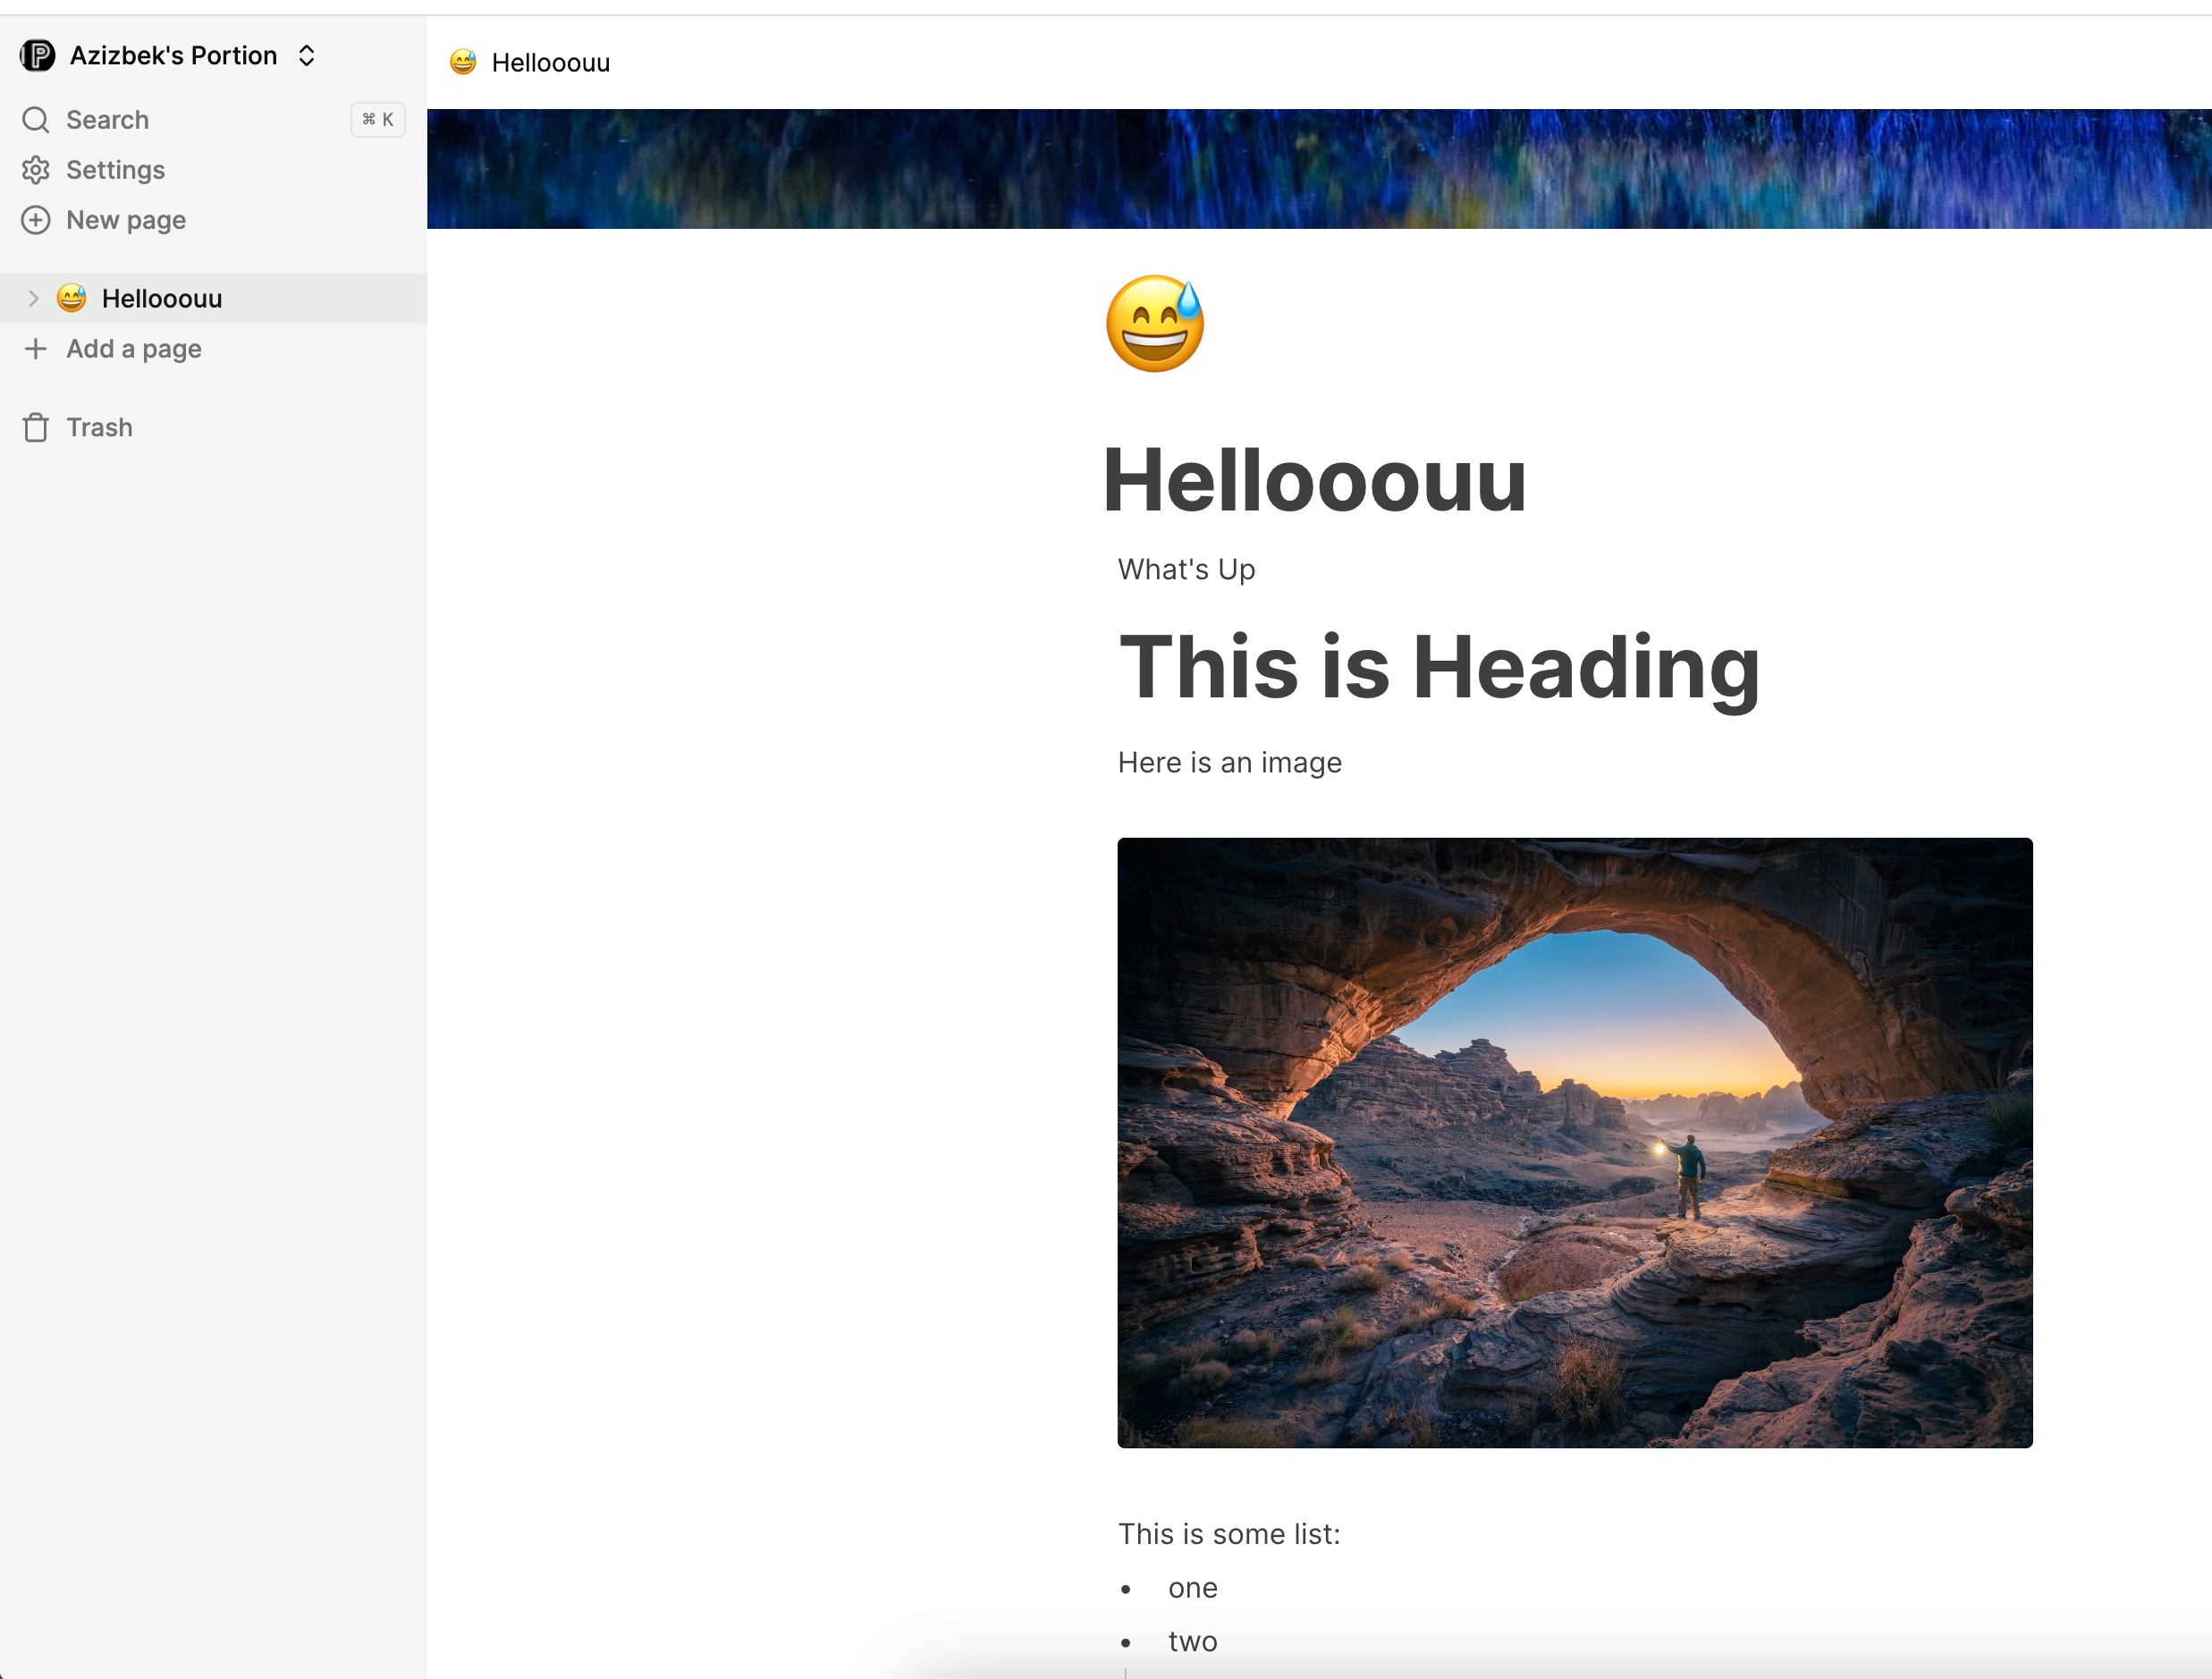 Azizbek's Portion
Search
⌘ K
Settings
New page
😅 Hellooouu
Add a page
Trash
😅 Hellooouu
😅
Hellooouu
What's Up
This is Heading
Here is an image
This is some list:
• one
• two